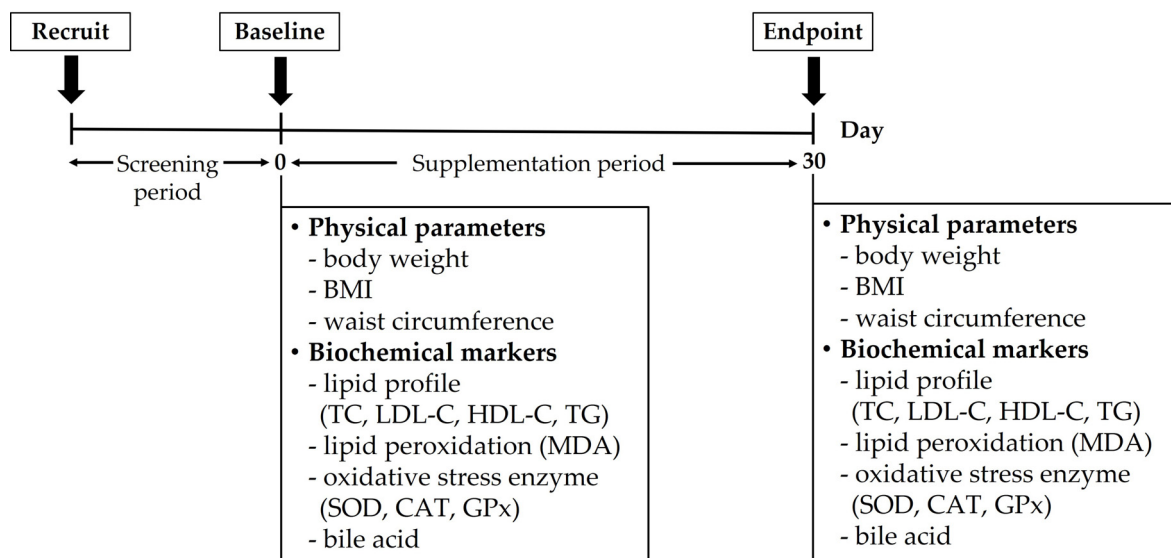 Recruit
Baseline
Endpoint
Day
Screening
period
0
Supplementation period
30
• Physical parameters
- body weight
- BMI
- waist circumference
• Biochemical markers
- lipid profile
(TC, LDL-C, HDL-C, TG)
- lipid peroxidation (MDA)
- oxidative stress enzyme
(SOD, CAT, GPx)
- bile acid
• Physical parameters
- body weight
- BMI
- waist circumference
• Biochemical markers
- lipid profile
(TC, LDL-C, HDL-C, TG)
- lipid peroxidation (MDA)
- oxidative stress enzyme
(SOD, CAT, GPx)
- bile acid